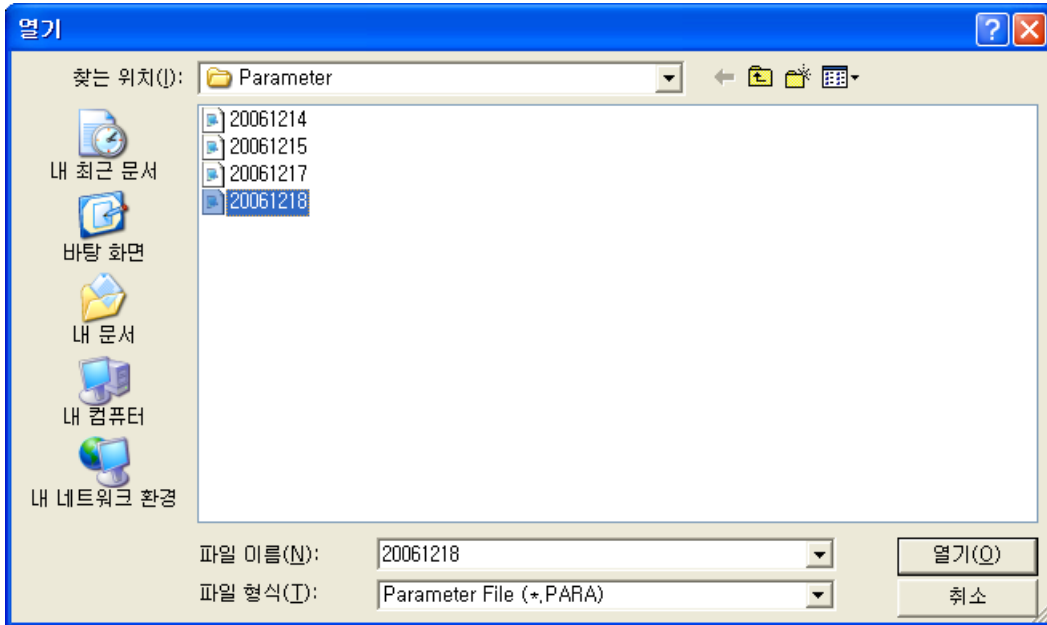 열기
찾는 위치(I): Parameter
20061214
20061215
20061217
20061218
내 최근 문서
바탕 화면
내 문서
내 컴퓨터
내 네트워크 환경
파일 이름(N): 20061218 열기(O)
파일 형식(T): Parameter File (*.PARA) 취소